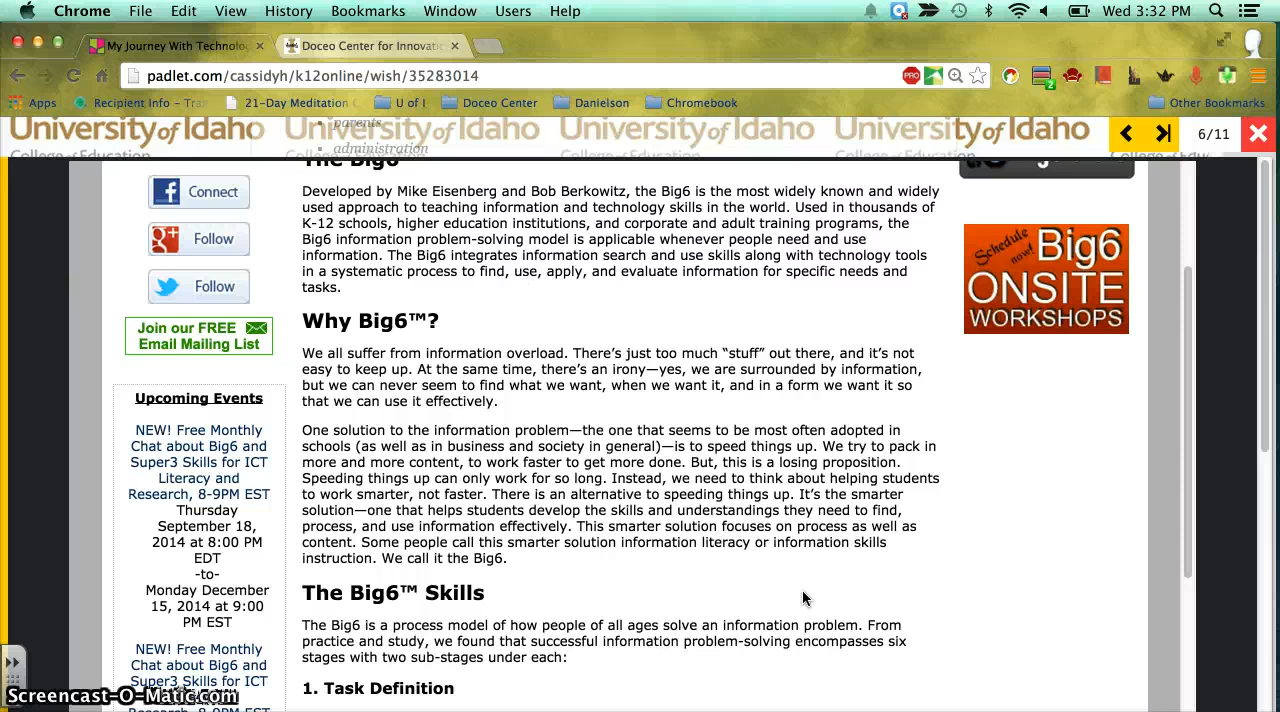 Chrome File Edit View History Bookmarks Window Users Help Wed 3:32 PM
My Journey With Technolo
Doceo Center for Innovati
padlet.com/cassidyh/k12online/wish/35283014
PRO
2
Apps Recipient Info - Tra 21-Day Meditation C U of I Doceo Center Danielson Chromebook Other Bookmarks
University of Idaho University of Idaho University of Idaho University of Idaho
College of Education
parents
administration
6/11
The Big6
Connect
Follow
Follow
Join our FREE
Email Mailing List
Upcoming Events
NEW! Free Monthly
Chat about Big6 and
Super3 Skills for ICT
Literacy and
Research, 8-9PM EST
Thursday
September 18,
2014 at 8:00 PM
EDT
-to-
Monday December
15, 2014 at 9:00
PM EST
NEW! Free Monthly
Chat about Big6 and
Super3 Skills for ICT
Research, 8-9PM EST
Developed by Mike Eisenberg and Bob Berkowitz, the Big6 is the most widely known and widely
used approach to teaching information and technology skills in the world. Used in thousands of
K-12 schools, higher education institutions, and corporate and adult training programs, the
Big6 information problem-solving model is applicable whenever people need and use
information. The Big6 integrates information search and use skills along with technology tools
in a systematic process to find, use, apply, and evaluate information for specific needs and
tasks.
Why Big6™?
We all suffer from information overload. There's just too much “stuff” out there, and it's not
easy to keep up. At the same time, there's an irony—yes, we are surrounded by information,
but we can never seem to find what we want, when we want it, and in a form we want it so
that we can use it effectively.
One solution to the information problem—the one that seems to be most often adopted in
schools (as well as in business and society in general)—is to speed things up. We try to pack in
more and more content, to work faster to get more done. But, this is a losing proposition.
Speeding things up can only work for so long. Instead, we need to think about helping students
to work smarter, not faster. There is an alternative to speeding things up. It's the smarter
solution—one that helps students develop the skills and understandings they need to find,
process, and use information effectively. This smarter solution focuses on process as well as
content. Some people call this smarter solution information literacy or information skills
instruction. We call it the Big6.
The Big6™ Skills
The Big6 is a process model of how people of all ages solve an information problem. From
practice and study, we found that successful information problem-solving encompasses six
stages with two sub-stages under each:
1. Task Definition
Schedule now! Big6
ONSITE
WORKSHOPS
Screencast-O-Matic.com